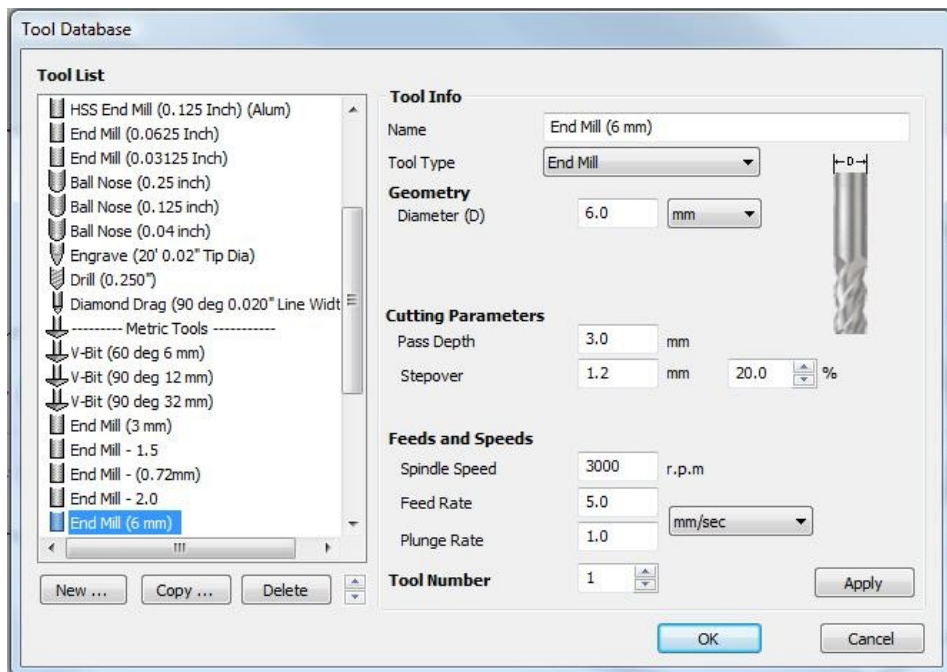 Tool Database
Tool List
HSS End Mill (0.125 Inch) (Alum)
End Mill (0.0625 Inch)
End Mill (0.03125 Inch)
Ball Nose (0.25 inch)
Ball Nose (0.125 inch)
Ball Nose (0.04 inch)
Engrave (20' 0.02" Tip Dia)
Drill (0.250")
Diamond Drag (90 deg 0.020" Line Widt
--------- Metric Tools -----------
V-Bit (60 deg 6 mm)
V-Bit (90 deg 12 mm)
V-Bit (90 deg 32 mm)
End Mill (3 mm)
End Mill - 1.5
End Mill - (0.72mm)
End Mill - 2.0
End Mill (6 mm)
New ... Copy ... Delete
Tool Info
Name End Mill (6 mm)
Tool Type End Mill
D
Geometry
Diameter (D) 6.0 mm
Cutting Parameters
Pass Depth 3.0 mm
Stepover 1.2 mm 20.0 %
Feeds and Speeds
Spindle Speed 3000 r.p.m
Feed Rate 5.0
mm/sec
Plunge Rate 1.0
Tool Number 1
Apply
OK Cancel